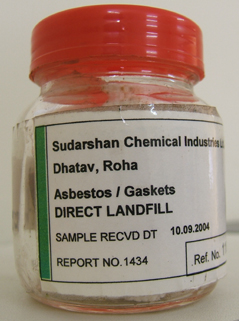 Sudarshan Chemical Industries
Dhatav, Roha
Asbestos / Gaskets
DIRECT LANDFILL
SAMPLE RECVD DT 10.09.2004
REPORT NO.1434
Ref. No.